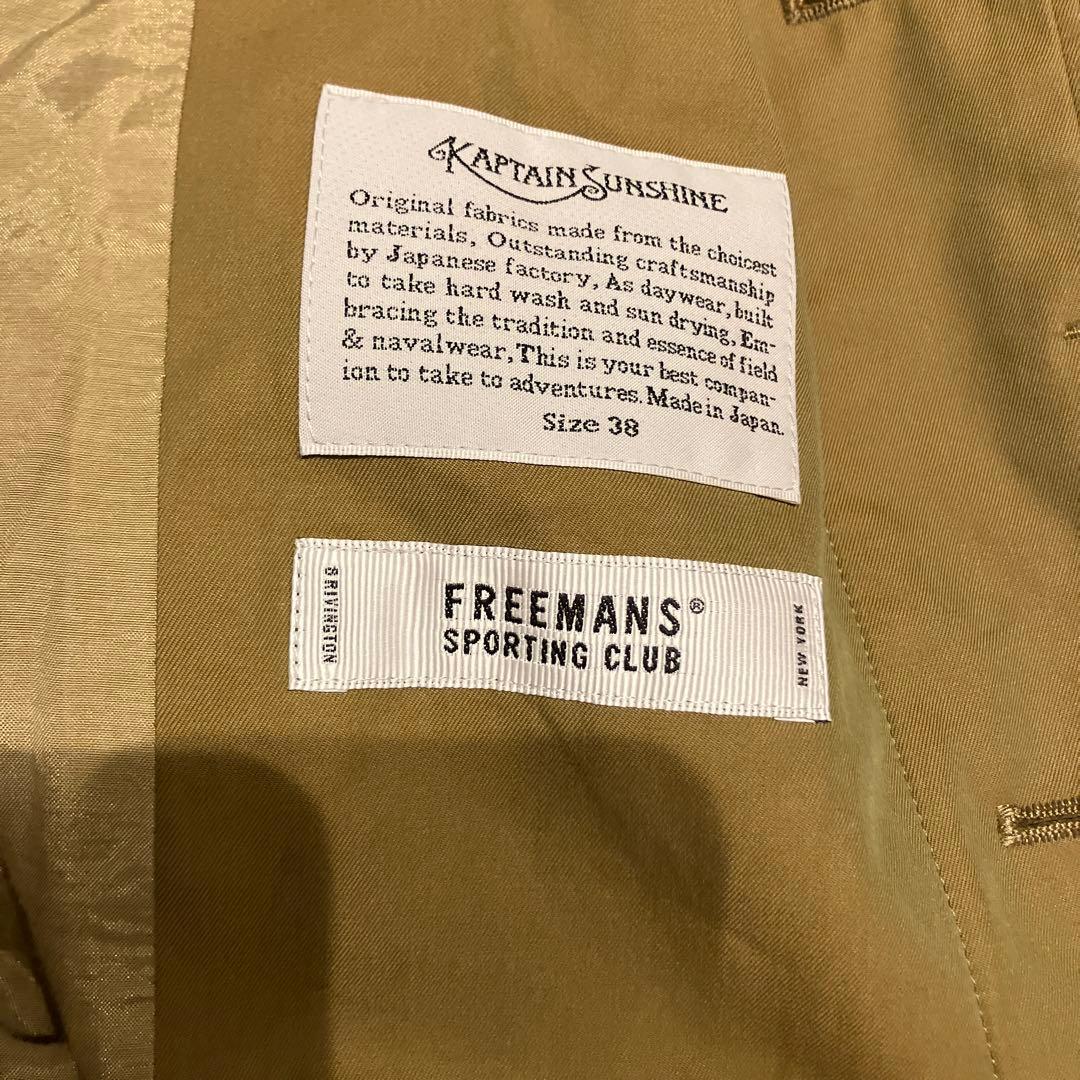 KAPTAIN SUNSHINE
Original fabrics made from the choicest
materials, Outstanding craftsmanship
by Japanese factory, As daywear, built
to take hard wash and sun drying, Em-
bracing the tradition and essence of field
& navalwear, This is your best compan-
ion to take to adventures. Made in Japan.
Size 38
8 RIVINGTON
FREEMANS®
SPORTING CLUB
NEW YORK